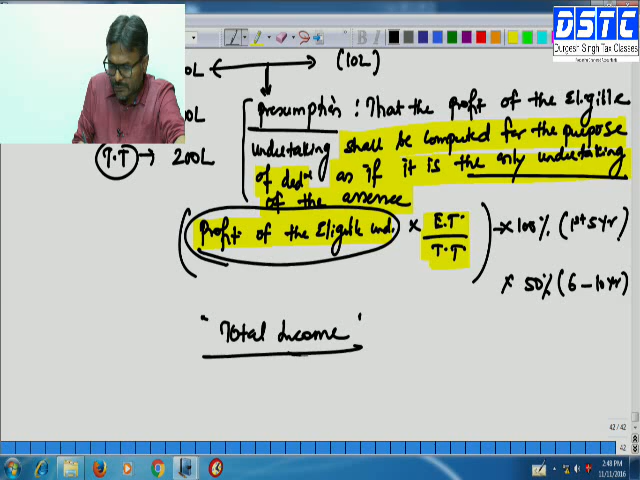 DSTC
Durgesh Singh Tax Classes
0L (10L)
0L
presumption : That the profit of the Eligible
undertaking shall be computed for the purpose
T.T → 200L
of dedⁿ as if it is the only undertaking
of the assessee
(Profit of the Eligible und. × E.T. / T.T) → × 100% (1st 5 Yr)
× 50% (6 - 10 Yr)
"Total Income"
42 / 42
42
2:48 PM
11/11/2016